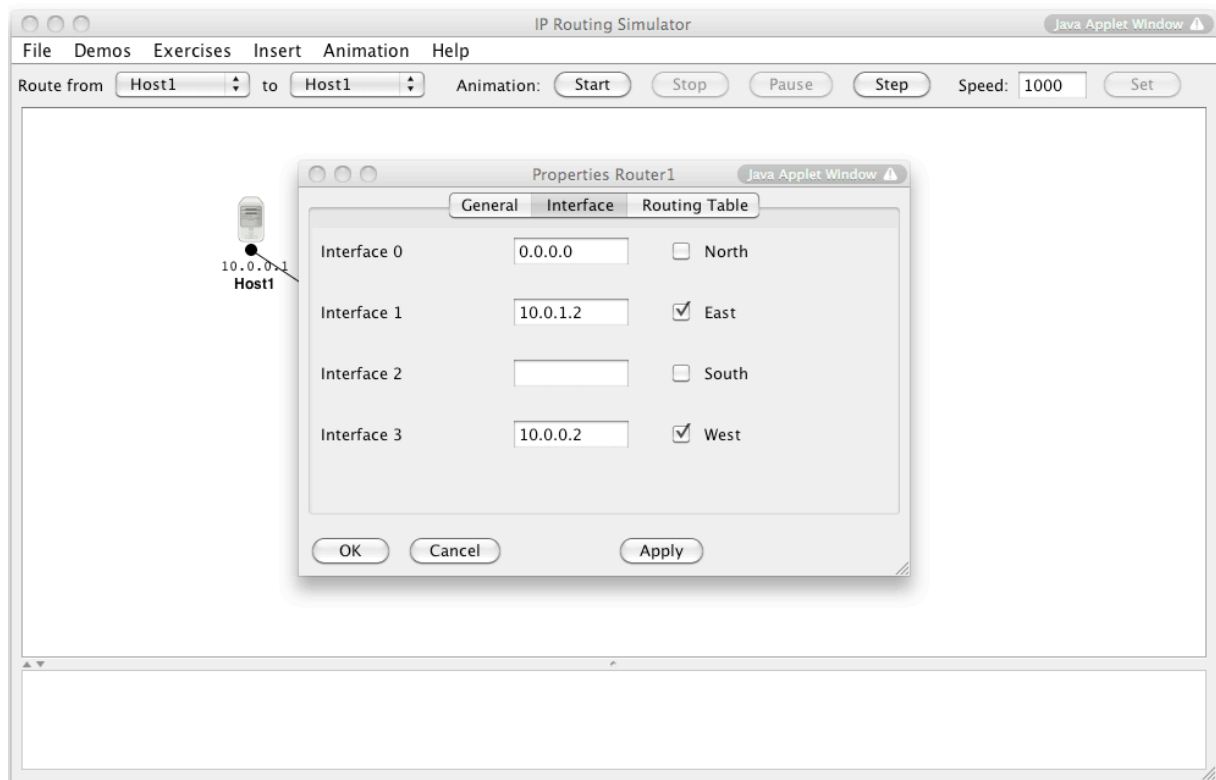 IP Routing Simulator Java Applet Window
File Demos Exercises Insert Animation Help
Route from Host1 to Host1 Animation: Start Stop Pause Step Speed: 1000 Set
Properties Router1 Java Applet Window
General Interface Routing Table
Interface 0 0.0.0.0 North
10.0.0.1
Host1
Interface 1 10.0.1.2 East
Interface 2 South
Interface 3 10.0.0.2 West
OK Cancel Apply